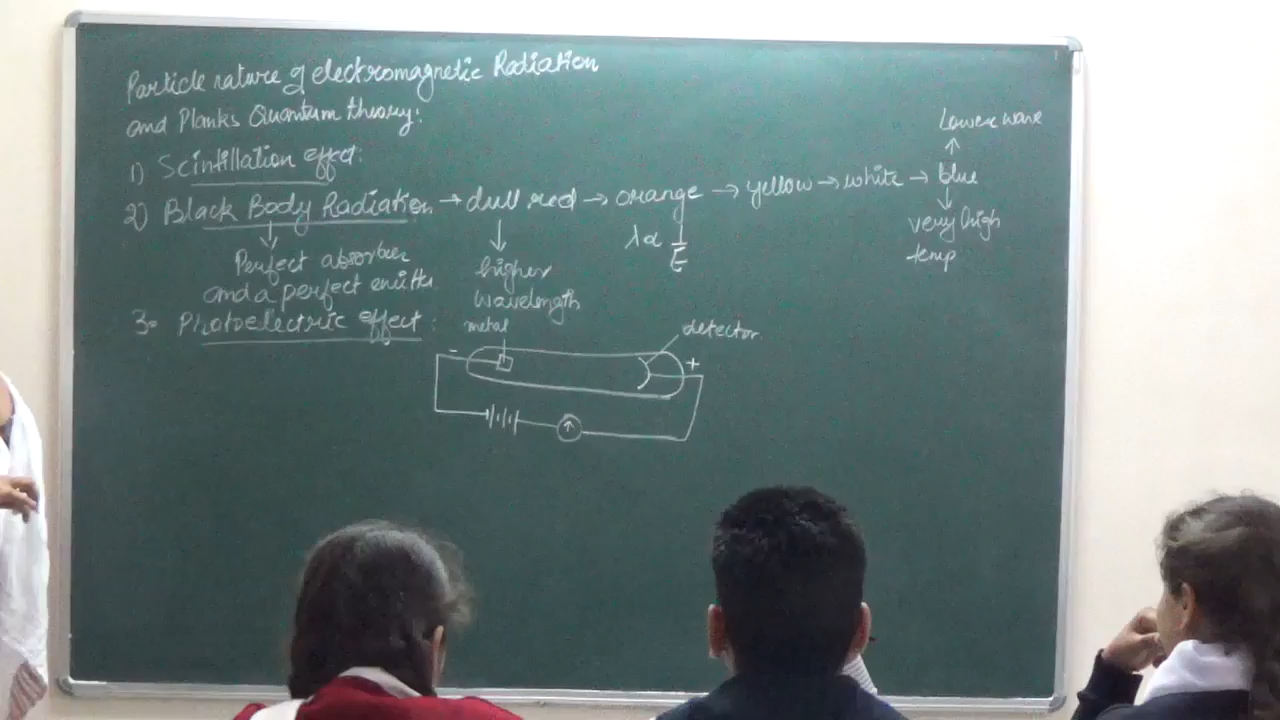 Particle nature of electromagnetic Radiation
and Planks Quantum theory:
1) Scintillation effect:
2) Black Body Radiation → dull red → orange → yellow → white → blue
↑
Lower wave
↓
very high
temp
↓
Perfect absorber
and a perfect emitter
↓
higher
wavelength
λ ∝ 1/E
3= Photoelectric effect:
metal
detector
- +